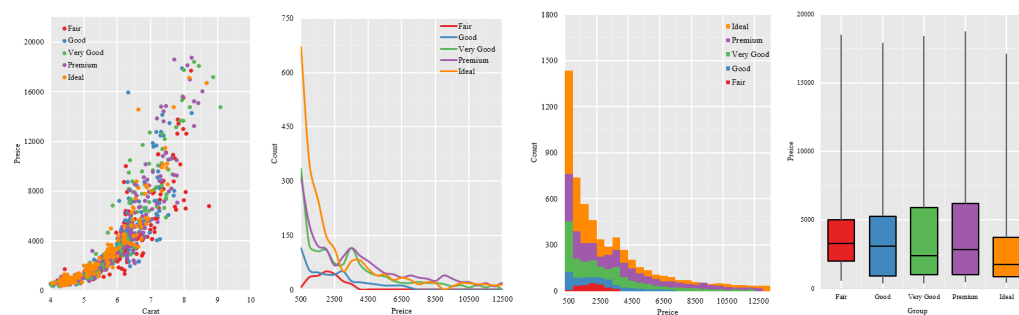 20000
16000
12000
8000
4000
0
Preice
Fair
Good
Very Good
Premium
Ideal
4 5 6 7 8 9 10
Carat
750
600
450
300
150
0
Count
Fair
Good
Very Good
Premium
Ideal
500 2500 4500 6500 8500 10500 12500
Preice
1800
1500
1200
900
600
300
0
Count
Ideal
Premium
Very Good
Good
Fair
500 2500 4500 6500 8500 10500 12500
Preice
20000
15000
10000
5000
0
Preice
Fair Good Very Good Premium Ideal
Group